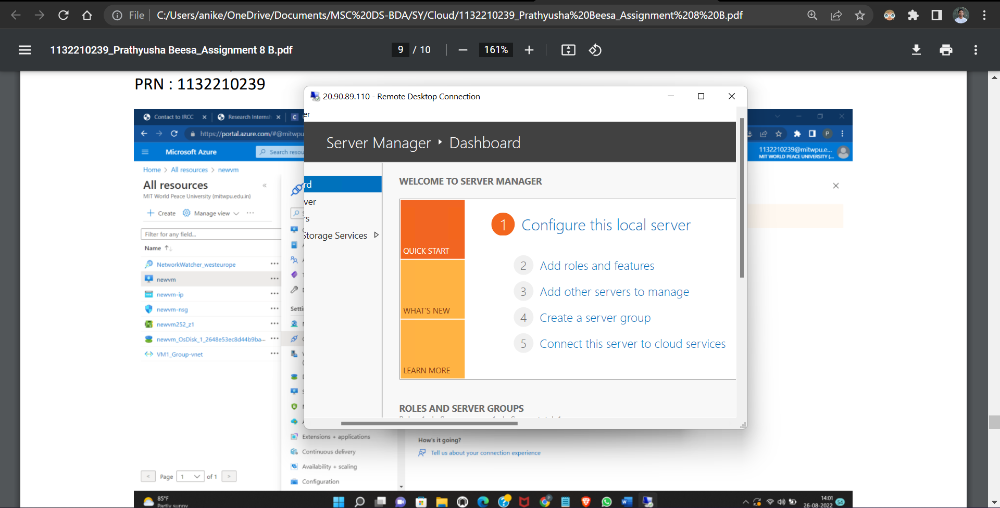 File
C:/Users/anike/OneDrive/Documents/MSC%20DS-BDA/SY/Cloud/1132210239_Prathyusha%20Beesa_Assignment%208%20B.pdf
1132210239_Prathyusha Beesa_Assignment 8 B.pdf
9 / 10
161%
PRN : 1132210239
Contact to IRCC
Research Interns
https://portal.azure.com/#@mitwpu
Microsoft Azure
Search resou
1132210239@mitwpu.e...
MIT WORLD PEACE UNIVERSITY (...
Home > All resources > newvm
All resources
MIT World Peace University (mitwpu.edu.in)
Create
Manage view
Filter for any field...
Name
NetworkWatcher_westeurope
newvm
newvm-ip
newvm-nsg
newvm252_z1
newvm_OsDisk_1_2648e53ec8d44b9ba...
VM1_Group-vnet
< Page 1 of 1 >
Setti
Extensions + applications
Continuous delivery
Availability + scaling
Configuration
20.90.89.110 - Remote Desktop Connection
er
Server Manager
Dashboard
rd
ver
rs
Storage Services
WELCOME TO SERVER MANAGER
QUICK START
WHAT'S NEW
LEARN MORE
1 Configure this local server
2 Add roles and features
3 Add other servers to manage
4 Create a server group
5 Connect this server to cloud services
ROLES AND SERVER GROUPS
How's it going?
Tell us about your connection experience
85°F
Partly sunny
14:01
26-08-2022
54